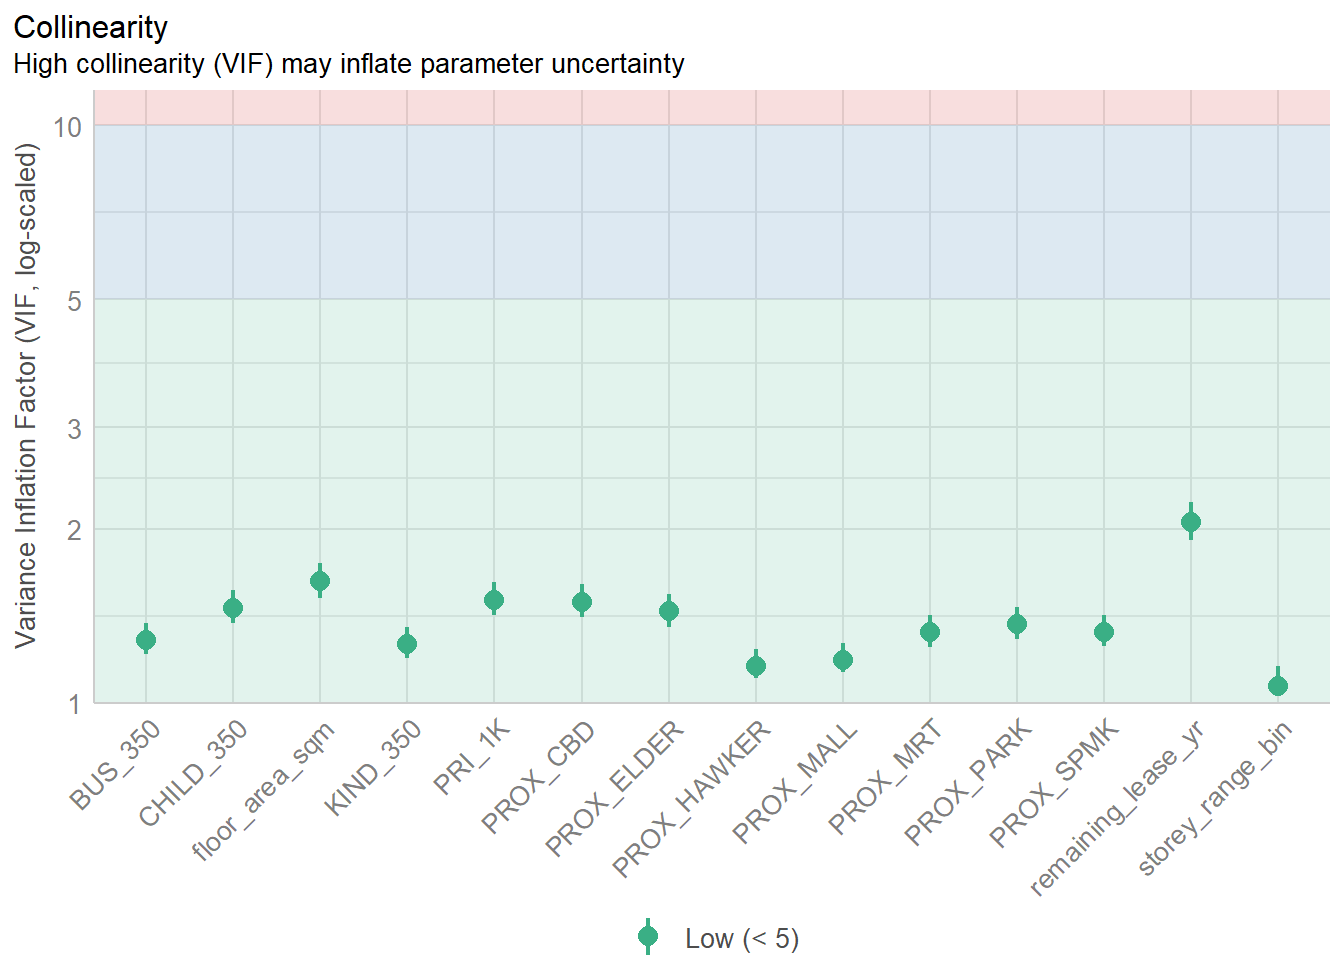 Collinearity
High collinearity (VIF) may inflate parameter uncertainty
Variance Inflation Factor (VIF, log-scaled)
10
5
3
2
1
BUS_350
CHILD_350
floor_area_sqm
KIND_350
PRI_1K
PROX_CBD
PROX_ELDER
PROX_HAWKER
PROX_MALL
PROX_MRT
PROX_PARK
PROX_SPMK
remaining_lease_yr
storey_range_bin
Low (< 5)